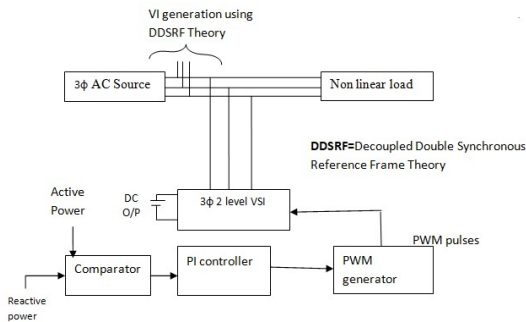 VI generation using
DDSRF Theory
3ϕ AC Source
Non linear load
DDSRF=Decoupled Double Synchronous
Reference Frame Theory
Active
Power
DC
O/P
3ϕ 2 level VSI
PWM pulses
Comparator
PI controller
PWM
generator
Reactive
power